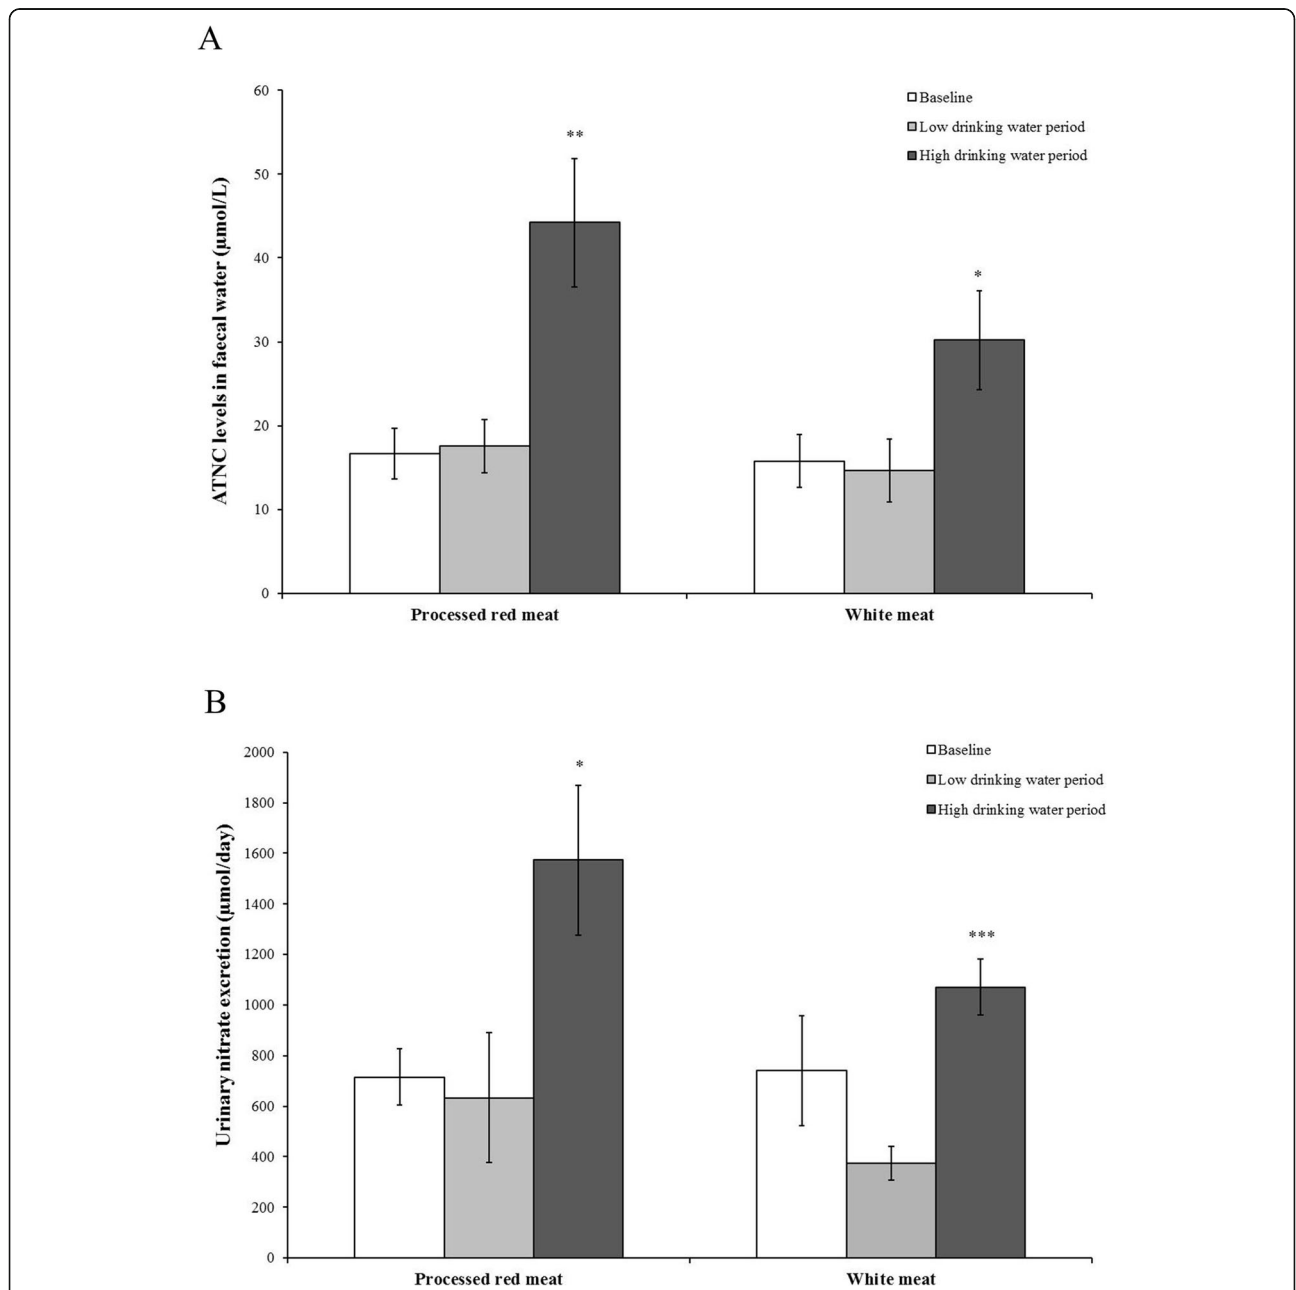 A
60
50
40
30
20
10
0
ATNC levels in faecal water (µmol/L)
Baseline
Low drinking water period
High drinking water period
**
*
Processed red meat
White meat
B
2000
1800
1600
1400
1200
1000
800
600
400
200
0
Urinary nitrate excretion (µmol/day)
Baseline
Low drinking water period
High drinking water period
*
***
Processed red meat
White meat